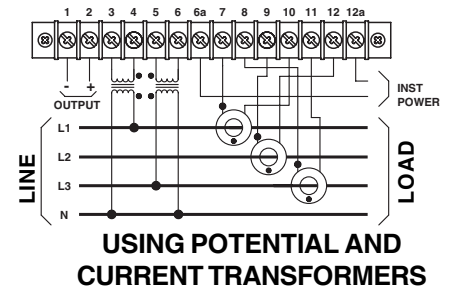 1 2 3 4 5 6 6a 7 8 9 10 11 12 12a
- +
OUTPUT
INST
POWER
L1
L2
L3
N
LINE
LOAD
USING POTENTIAL AND
CURRENT TRANSFORMERS